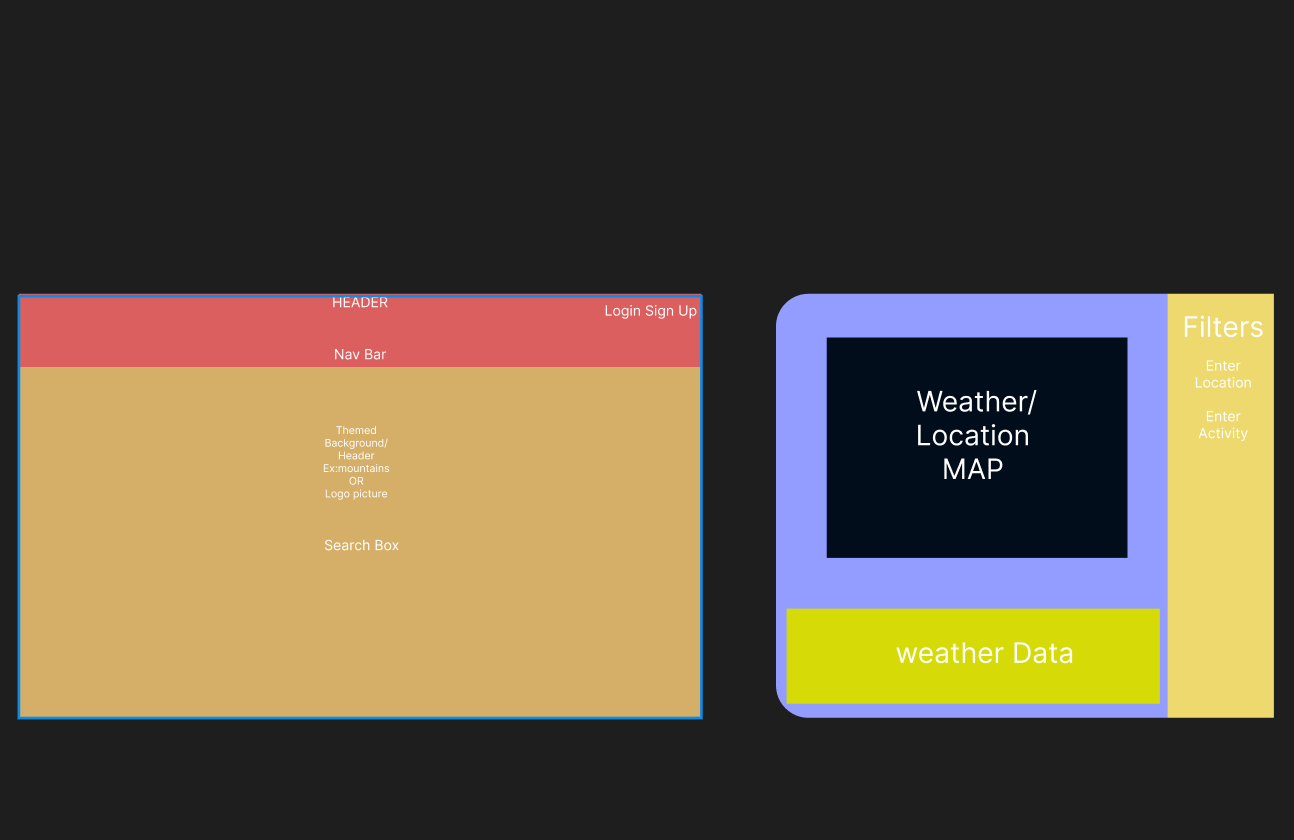 HEADER
Login Sign Up
Nav Bar
Themed
Background/
Header
Ex:mountains
OR
Logo picture
Search Box
Weather/
Location
MAP
weather Data
Filters
Enter
Location
Enter
Activity